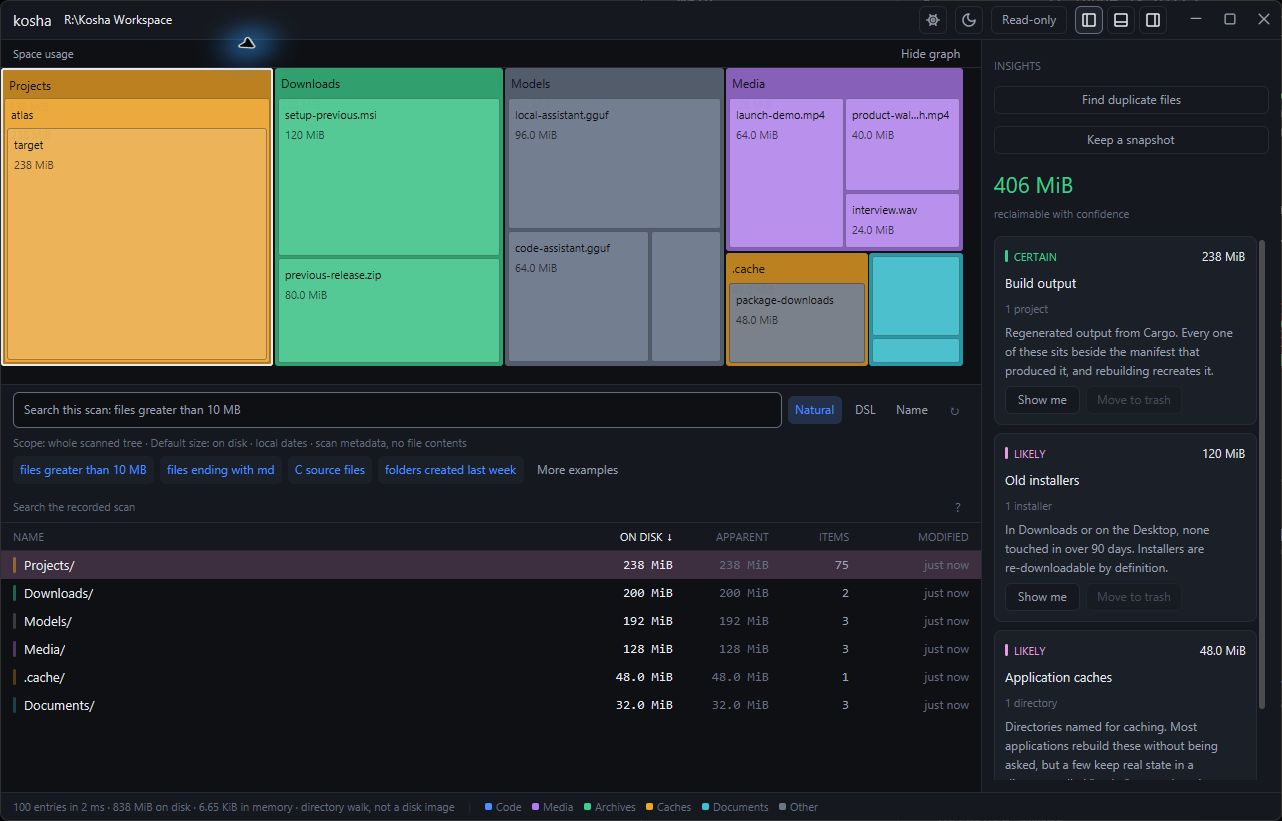 kosha R:\Kosha Workspace Read-only
Space usage Hide graph
Projects
atlas
target
238 MiB
Downloads
setup-previous.msi
120 MiB
previous-release.zip
80.0 MiB
Models
local-assistant.gguf
96.0 MiB
code-assistant.gguf
64.0 MiB
Media
launch-demo.mp4
64.0 MiB
product-wal...h.mp4
40.0 MiB
interview.wav
24.0 MiB
.cache
package-downloads
48.0 MiB
Search this scan: files greater than 10 MB Natural DSL Name ↻
Scope: whole scanned tree · Default size: on disk · local dates · scan metadata, no file contents
files greater than 10 MB files ending with md C source files folders created last week More examples
Search the recorded scan ?
NAME ON DISK ↓ APPARENT ITEMS MODIFIED
Projects/ 238 MiB 238 MiB 75 just now
Downloads/ 200 MiB 200 MiB 2 just now
Models/ 192 MiB 192 MiB 3 just now
Media/ 128 MiB 128 MiB 3 just now
.cache/ 48.0 MiB 48.0 MiB 1 just now
Documents/ 32.0 MiB 32.0 MiB 3 just now
INSIGHTS
Find duplicate files
Keep a snapshot
406 MiB
reclaimable with confidence
CERTAIN 238 MiB
Build output
1 project
Regenerated output from Cargo. Every one
of these sits beside the manifest that
produced it, and rebuilding recreates it.
Show me Move to trash
LIKELY 120 MiB
Old installers
1 installer
In Downloads or on the Desktop, none
touched in over 90 days. Installers are
re-downloadable by definition.
Show me Move to trash
LIKELY 48.0 MiB
Application caches
1 directory
Directories named for caching. Most
applications rebuild these without being
asked, but a few keep real state in a
100 entries in 2 ms · 838 MiB on disk · 6.65 KiB in memory · directory walk, not a disk image Code Media Archives Caches Documents Other